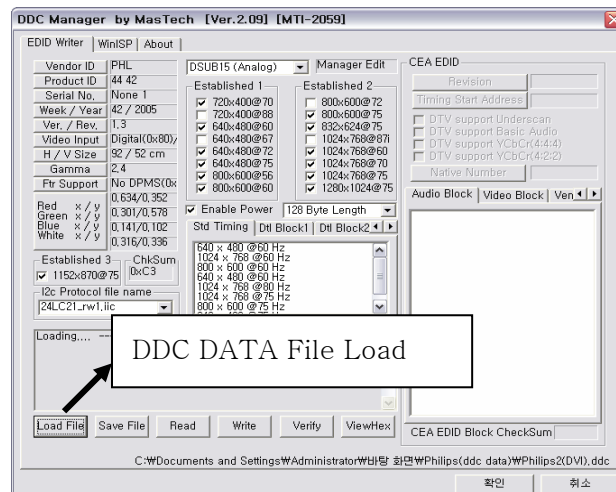 DDC Manager by MasTech [Ver.2.09] [MTI-2059]
EDID Writer | WinISP | About
Vendor ID PHL
Product ID 44 42
Serial No, None 1
Week / Year 42 / 2005
Ver, / Rev, 1,3
Video Input Digital(0x80),
H / V Size 92 / 52 cm
Gamma 2,4
Ftr Support No DPMS(0x
Red x / y 0,634/0,352
Green x / y 0,301/0,578
Blue x / y 0,141/0,102
White x / y 0,316/0,336
Established 3
1152x870@75
ChkSum
0xC3
I2c Protocol file name
24LC21_rw1,iic
DSUB15 (Analog)
Manager Edit
Established 1
720x400@70
720x400@88
640x480@60
640x480@67
640x480@72
640x480@75
800x600@56
800x600@60
Established 2
800x600@72
800x600@75
832x624@75
1024x768@87i
1024x768@60
1024x768@70
1024x768@75
1280x1024@75
Enable Power
128 Byte Length
Std Timing | Dtl Block1 | Dtl Block2
640 x 480 @60 Hz
1024 x 768 @60 Hz
800 x 600 @60 Hz
640 x 480 @60 Hz
1024 x 768 @80 Hz
1024 x 768 @75 Hz
800 x 600 @75 Hz
CEA EDID
Revision
Timing Start Address
DTV support Underscan
DTV support Basic Audio
DTV support YCbCr(4:4:4)
DTV support YCbCr(4:2:2)
Native Number
Audio Block | Video Block | Ven
CEA EDID Block CheckSum
Loading....
DDC DATA File Load
Load File
Save File
Read
Write
Verify
ViewHex
C:₩Documents and Settings₩Administrator₩바탕 화면₩Philips(ddc data)₩Philips2(DVI),ddc
확인
취소